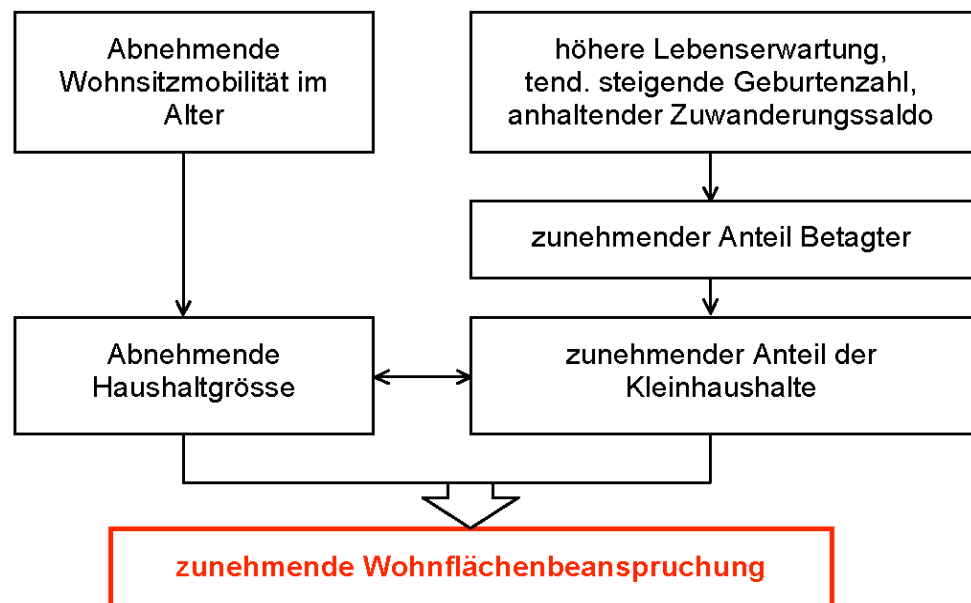 Abnehmende
Wohnsitzmobilität im
Alter
höhere Lebenserwartung,
tend. steigende Geburtenzahl,
anhaltender Zuwanderungssaldo
zunehmender Anteil Betagter
Abnehmende
Haushaltgrösse
zunehmender Anteil der
Kleinhaushalte
zunehmende Wohnflächenbeanspruchung